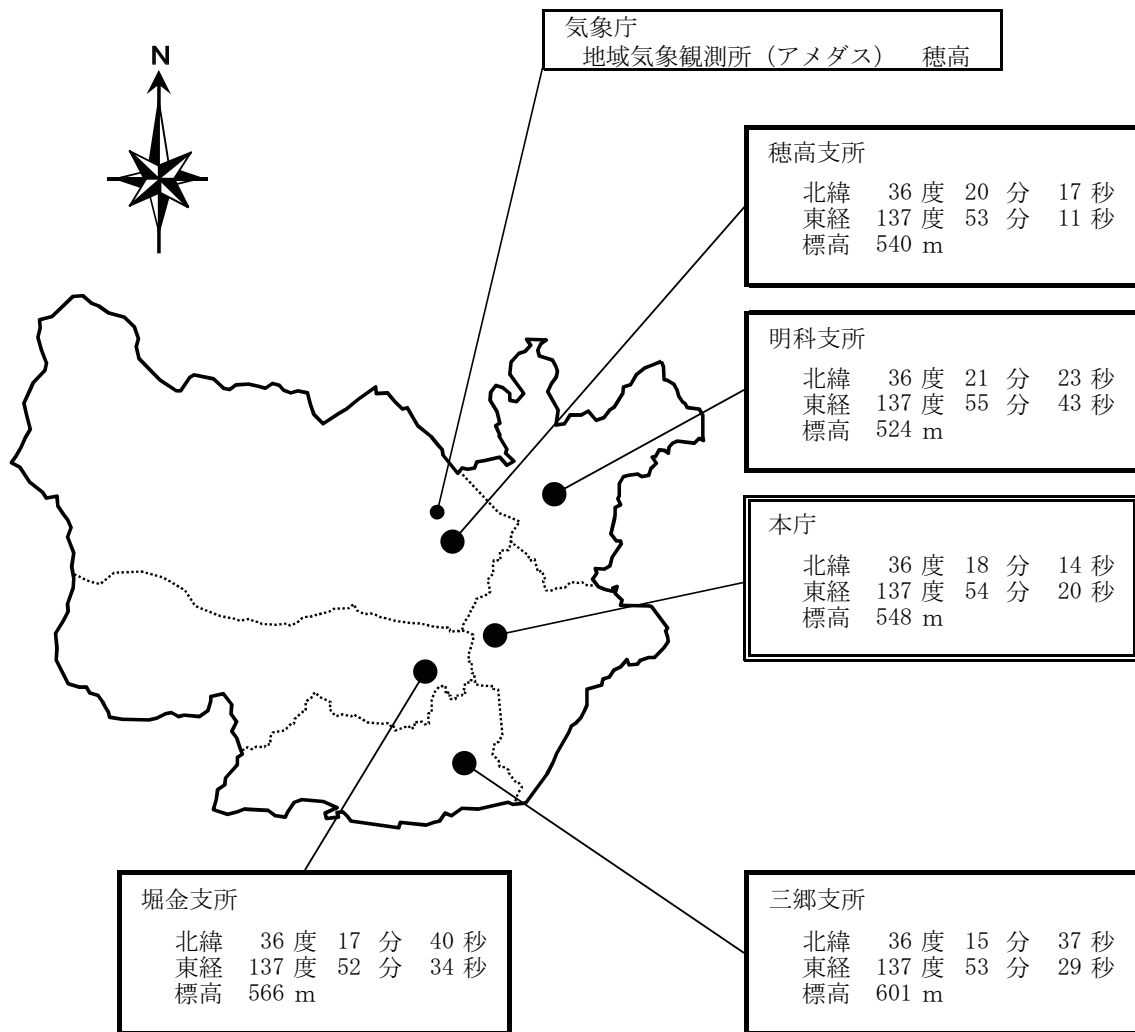 気象庁
地域気象観測所（アメダス）　穂高
N
穂高支所
北緯　36 度　20　分　17 秒
東経　137 度　53　分　11 秒
標高　540 m
明科支所
北緯　36 度　21　分　23 秒
東経　137 度　55　分　43 秒
標高　524 m
本庁
北緯　36 度　18　分　14 秒
東経　137 度　54　分　20 秒
標高　548 m
堀金支所
北緯　36 度　17　分　40 秒
東経　137 度　52　分　34 秒
標高　566 m
三郷支所
北緯　36 度　15　分　37 秒
東経　137 度　53　分　29 秒
標高　601 m